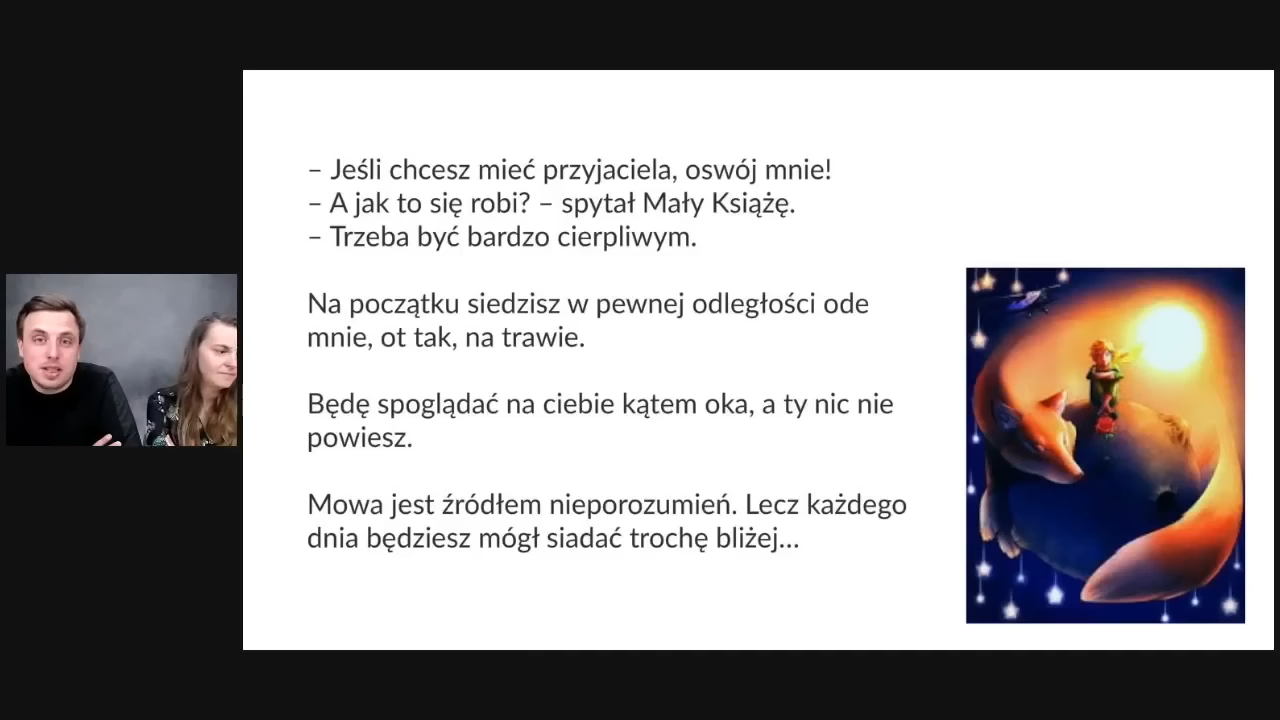 – Jeśli chcesz mieć przyjaciela, oswój mnie!
– A jak to się robi? – spytał Mały Książę.
– Trzeba być bardzo cierpliwym.
Na początku siedzisz w pewnej odległości ode
mnie, ot tak, na trawie.
Będę spoglądać na ciebie kątem oka, a ty nic nie
powiesz.
Mowa jest źródłem nieporozumień. Lecz każdego
dnia będziesz mógł siadać trochę bliżej...